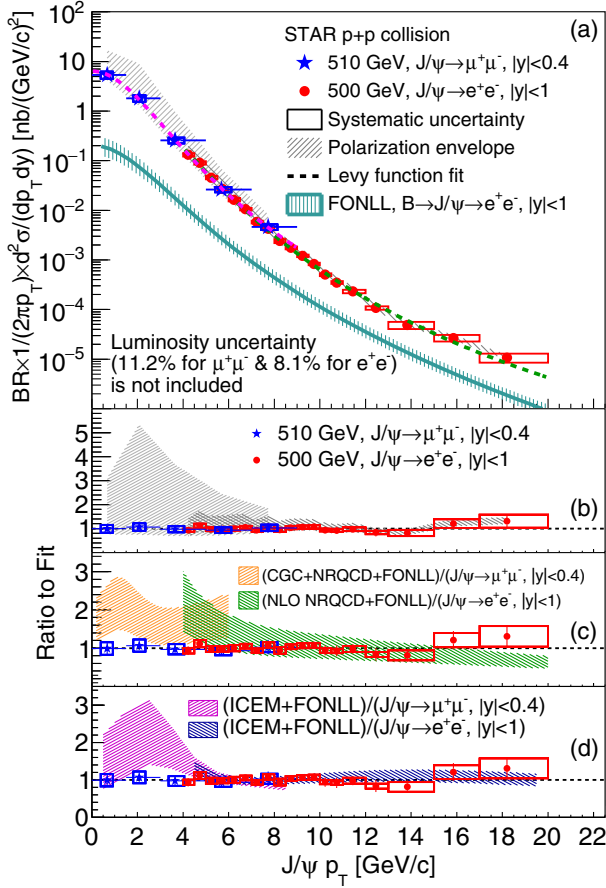 (a)
STAR p+p collision
510 GeV, J/ψ→μ⁺μ⁻, |y|<0.4
500 GeV, J/ψ→e⁺e⁻, |y|<1
Systematic uncertainty
Polarization envelope
Levy function fit
FONLL, B→J/ψ→e⁺e⁻, |y|<1
BR×1/(2πp_T)×d²σ/(dp_T dy) [nb/(GeV/c)²]
10²
10
1
10⁻¹
10⁻²
10⁻³
10⁻⁴
10⁻⁵
Luminosity uncertainty
(11.2% for μ⁺μ⁻ & 8.1% for e⁺e⁻)
is not included
510 GeV, J/ψ→μ⁺μ⁻, |y|<0.4
500 GeV, J/ψ→e⁺e⁻, |y|<1
(b)
5
4
3
2
1
Ratio to Fit
(CGC+NRQCD+FONLL)/(J/ψ→μ⁺μ⁻, |y|<0.4)
(NLO NRQCD+FONLL)/(J/ψ→e⁺e⁻, |y|<1)
(c)
3
2
1
(ICEM+FONLL)/(J/ψ→μ⁺μ⁻, |y|<0.4)
(ICEM+FONLL)/(J/ψ→e⁺e⁻, |y|<1)
(d)
3
2
1
0
0 2 4 6 8 10 12 14 16 18 20 22
J/ψ p_T [GeV/c]